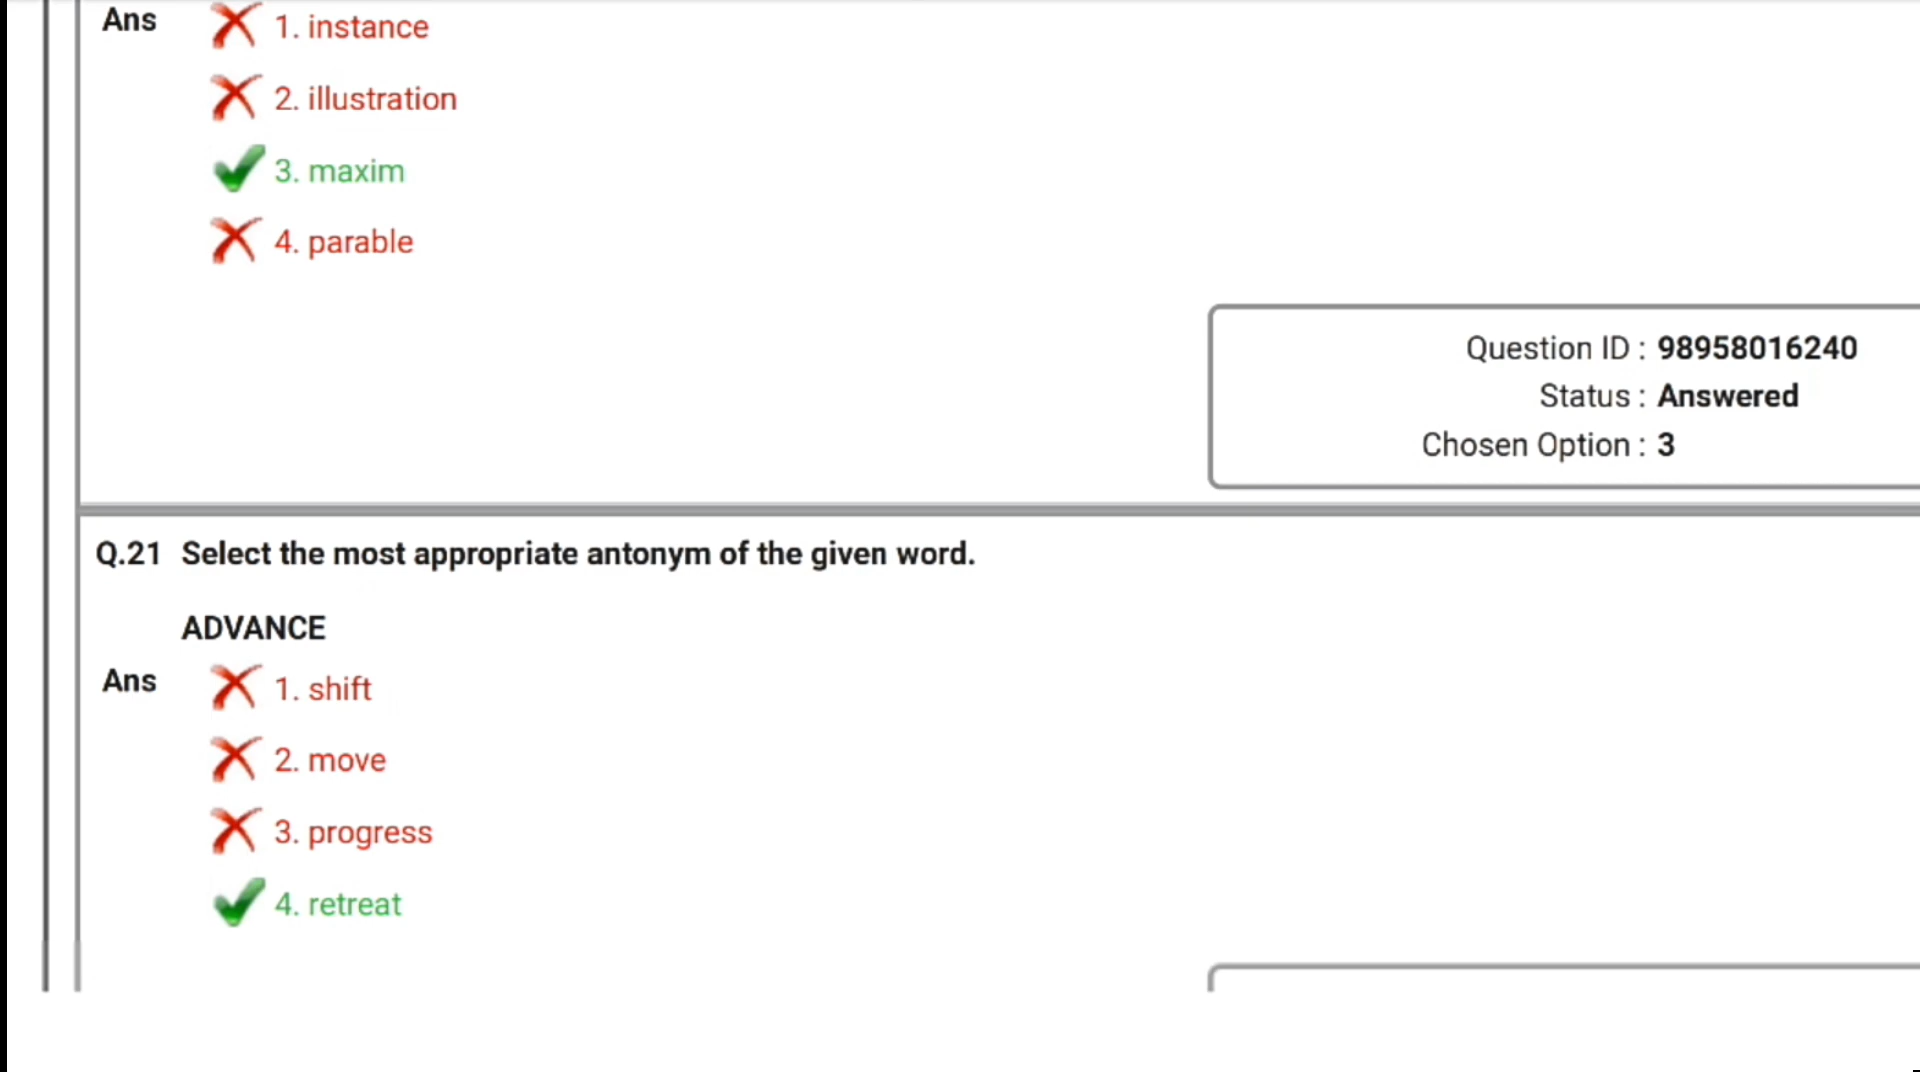 Ans 1. instance
2. illustration
3. maxim
4. parable
Question ID : 98958016240
Status : Answered
Chosen Option : 3
Q.21 Select the most appropriate antonym of the given word.
ADVANCE
Ans 1. shift
2. move
3. progress
4. retreat